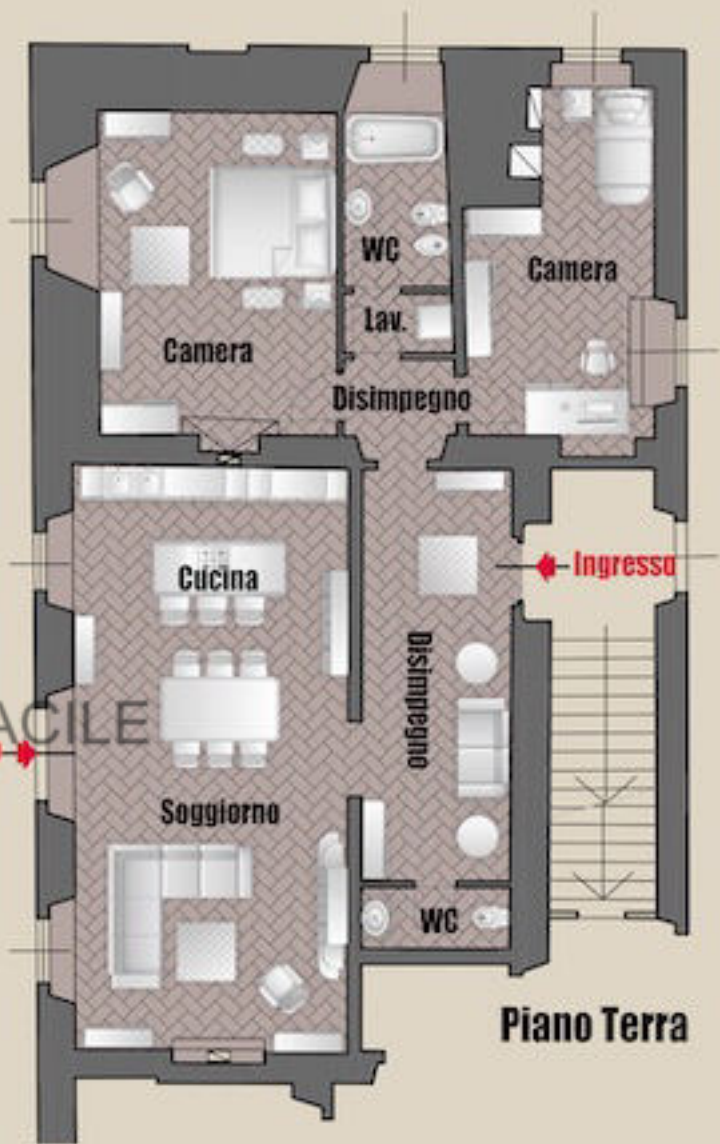 WC
Camera
Lav.
Camera
Disimpegno
Cucina
Ingresso
Disimpegno
ACILE
Soggiorno
WC
Piano Terra